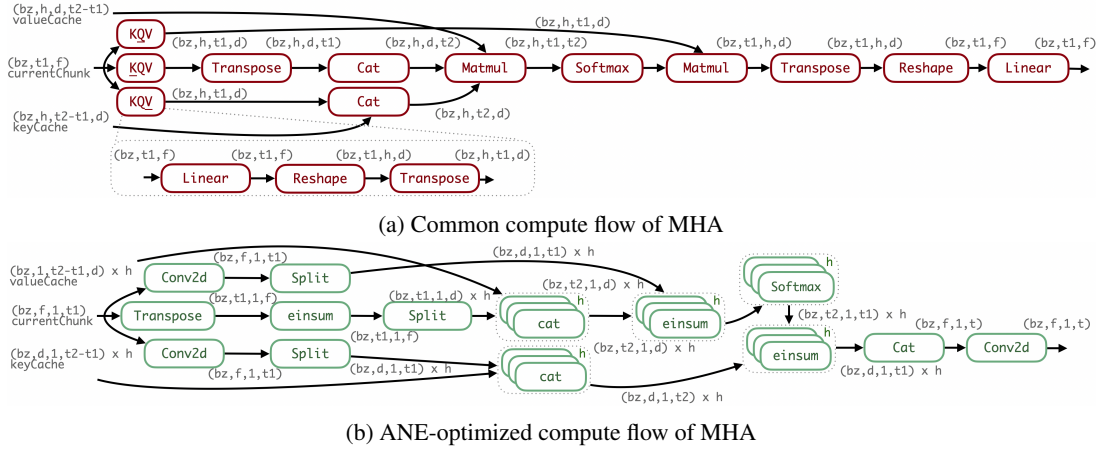 (bz,h,d,t2-t1)
valueCache
KQV
(bz,h,t1,d)
(bz,t1,f)
currentChunk
(bz,h,t1,d)
(bz,h,d,t1)
(bz,h,d,t2)
(bz,h,t1,t2)
(bz,t1,h,d)
(bz,t1,h,d)
(bz,t1,f)
(bz,t1,f)
KQV
Transpose
Cat
Matmul
Softmax
Matmul
Transpose
Reshape
Linear
KQV
(bz,h,t1,d)
Cat
(bz,h,t2,d)
(bz,h,t2-t1,d)
keyCache
(bz,t1,f)
(bz,t1,f)
(bz,t1,h,d)
(bz,h,t1,d)
Linear
Reshape
Transpose
(a) Common compute flow of MHA
(bz,1,t2-t1,d) x h
valueCache
(bz,f,1,t1)
(bz,d,1,t1) x h
Conv2d
Split
(bz,t2,1,d) x h
h
Softmax
(bz,f,1,t1)
currentChunk
(bz,t1,1,f)
(bz,t1,1,d) x h
Transpose
einsum
Split
(bz,t1,1,f)
h
cat
h
einsum
(bz,t2,1,t1) x h
(bz,t2,1,d) x h
(bz,d,1,t2-t1) x h
keyCache
Conv2d
Split
(bz,f,1,t1)
(bz,d,1,t1) x h
h
cat
(bz,d,1,t2) x h
h
einsum
(bz,f,1,t)
(bz,f,1,t)
Cat
Conv2d
(bz,d,1,t1) x h
(b) ANE-optimized compute flow of MHA